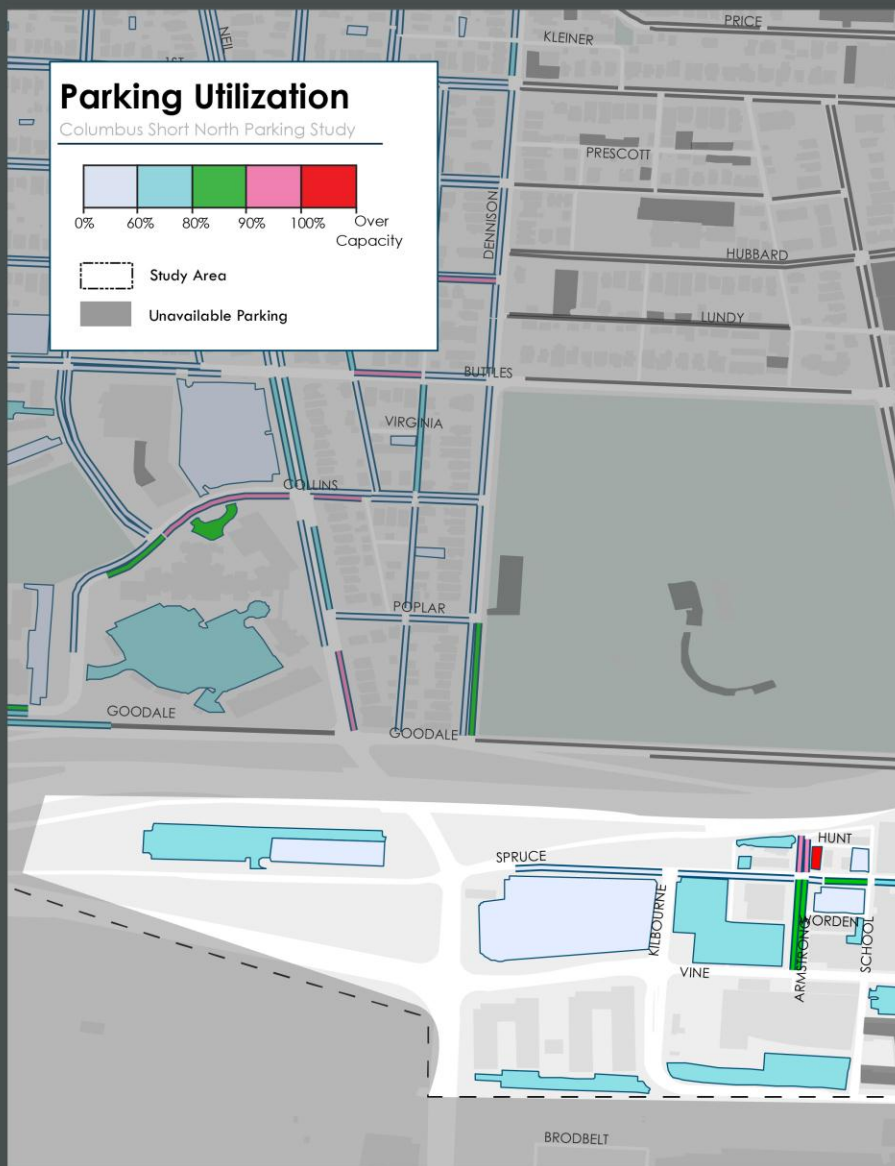 PRICE
KLEINER
NEIL
1ST
Parking Utilization
Columbus Short North Parking Study
0% 60% 80% 90% 100% Over
Capacity
Study Area
Unavailable Parking
PRESCOTT
DENNISON
HUBBARD
LUNDY
BUTTLES
VIRGINIA
COLLINS
POPLAR
GOODALE
GOODALE
HUNT
SPRUCE
KILBOURNE
ARMSTRONG
WORDEN
SCHOOL
VINE
BRODBELT